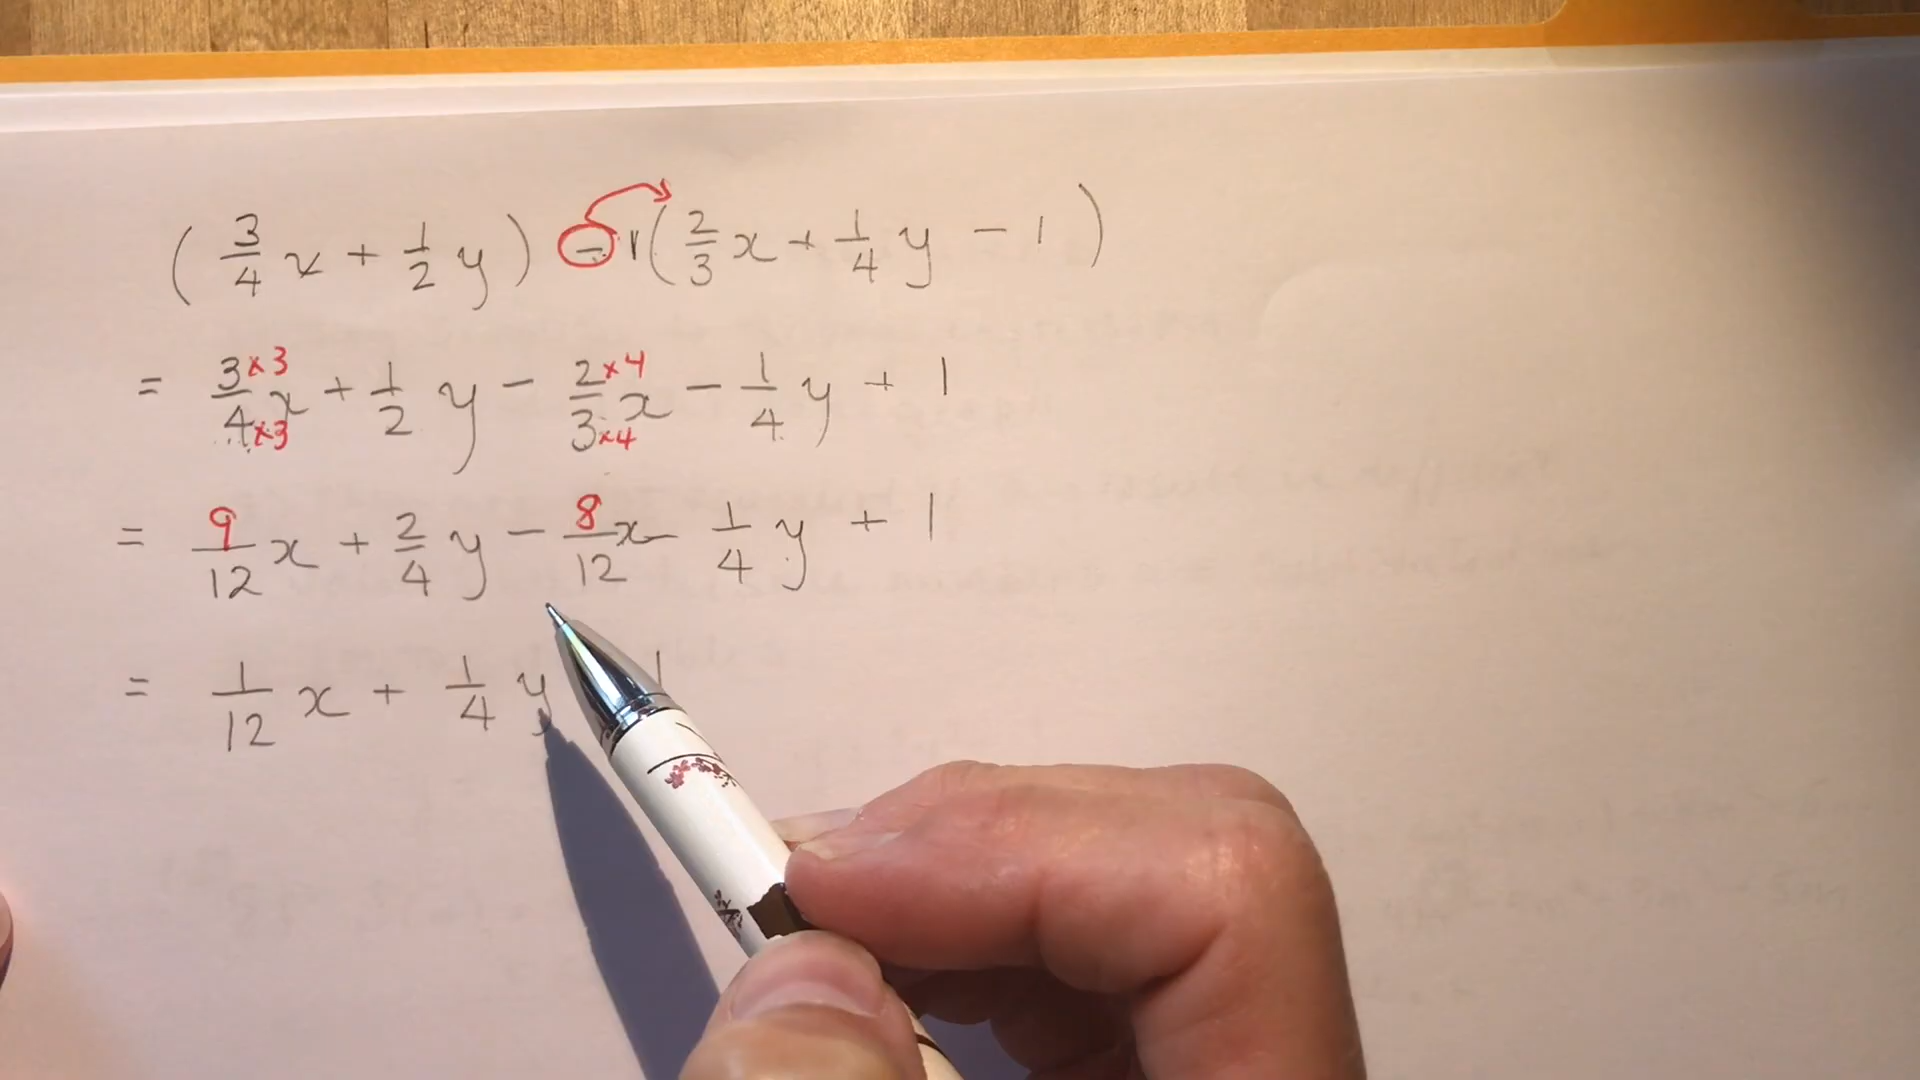 (3/4 x + 1/2 y) - 1(2/3 x + 1/4 y - 1)
= 3×3/4×3 x + 1/2 y - 2×4/3×4 x - 1/4 y + 1
= 9/12 x + 2/4 y - 8/12 x - 1/4 y + 1
= 1/12 x + 1/4 y 1